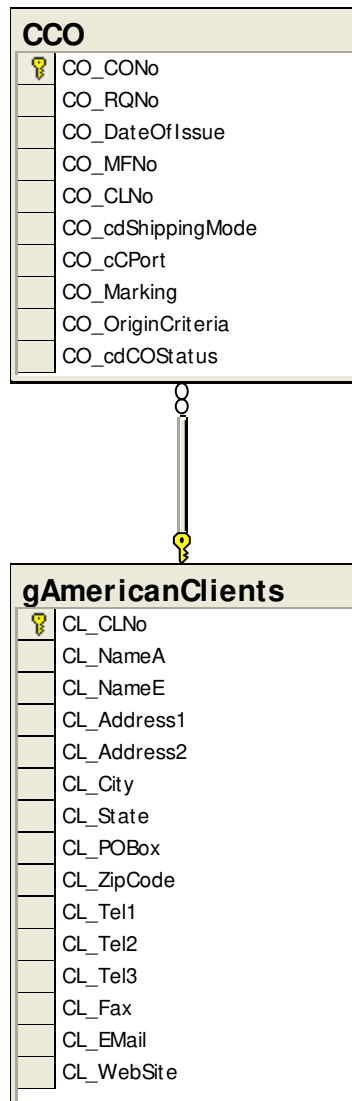 CCO
CO_CONo
CO_RQNo
CO_DateOfIssue
CO_MFNo
CO_CLNo
CO_cdShippingMode
CO_cCPort
CO_Marking
CO_OriginCriteria
CO_cdCOStatus
gAmericanClients
CL_CLNo
CL_NameA
CL_NameE
CL_Address1
CL_Address2
CL_City
CL_State
CL_POBox
CL_ZipCode
CL_Tel1
CL_Tel2
CL_Tel3
CL_Fax
CL_EMail
CL_WebSite